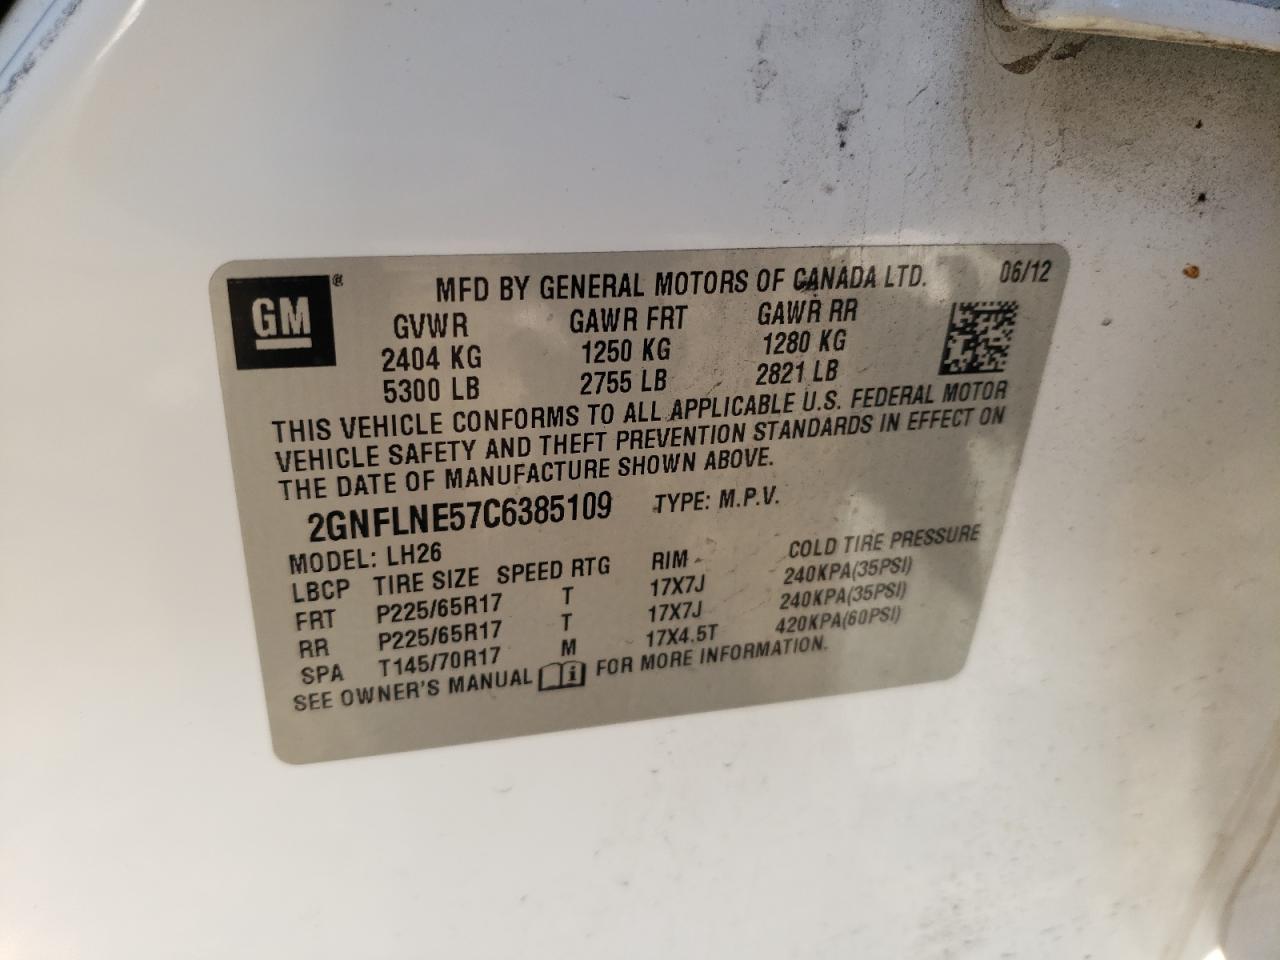 GM ®
MFD BY GENERAL MOTORS OF CANADA LTD. 06/12
GVWR GAWR FRT GAWR RR
2404 KG 1250 KG 1280 KG
5300 LB 2755 LB 2821 LB
THIS VEHICLE CONFORMS TO ALL APPLICABLE U.S. FEDERAL MOTOR
VEHICLE SAFETY AND THEFT PREVENTION STANDARDS IN EFFECT ON
THE DATE OF MANUFACTURE SHOWN ABOVE.
2GNFLNE57C6385109 TYPE: M.P.V.
MODEL: LH26
LBCP TIRE SIZE SPEED RTG RIM COLD TIRE PRESSURE
FRT P225/65R17 T 17X7J 240KPA(35PSI)
RR P225/65R17 T 17X7J 240KPA(35PSI)
SPA T145/70R17 M 17X4.5T 420KPA(60PSI)
SEE OWNER'S MANUAL i FOR MORE INFORMATION.